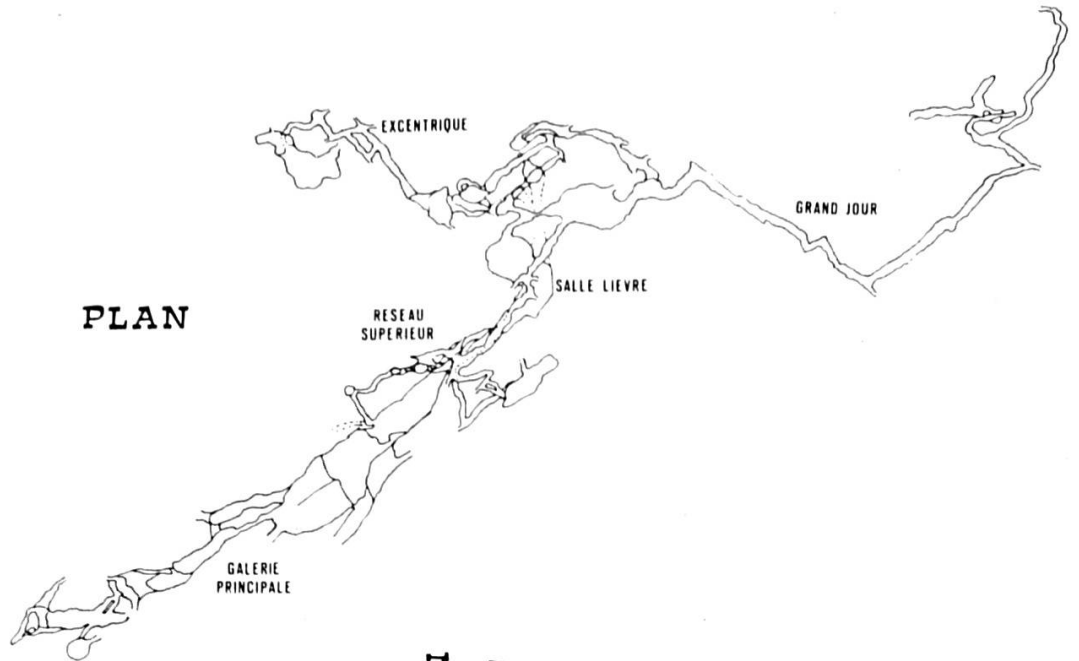 EXCENTRIQUE
GRAND JOUR
SALLE LIEVRE
PLAN
RESEAU
SUPERIEUR
GALERIE
PRINCIPALE